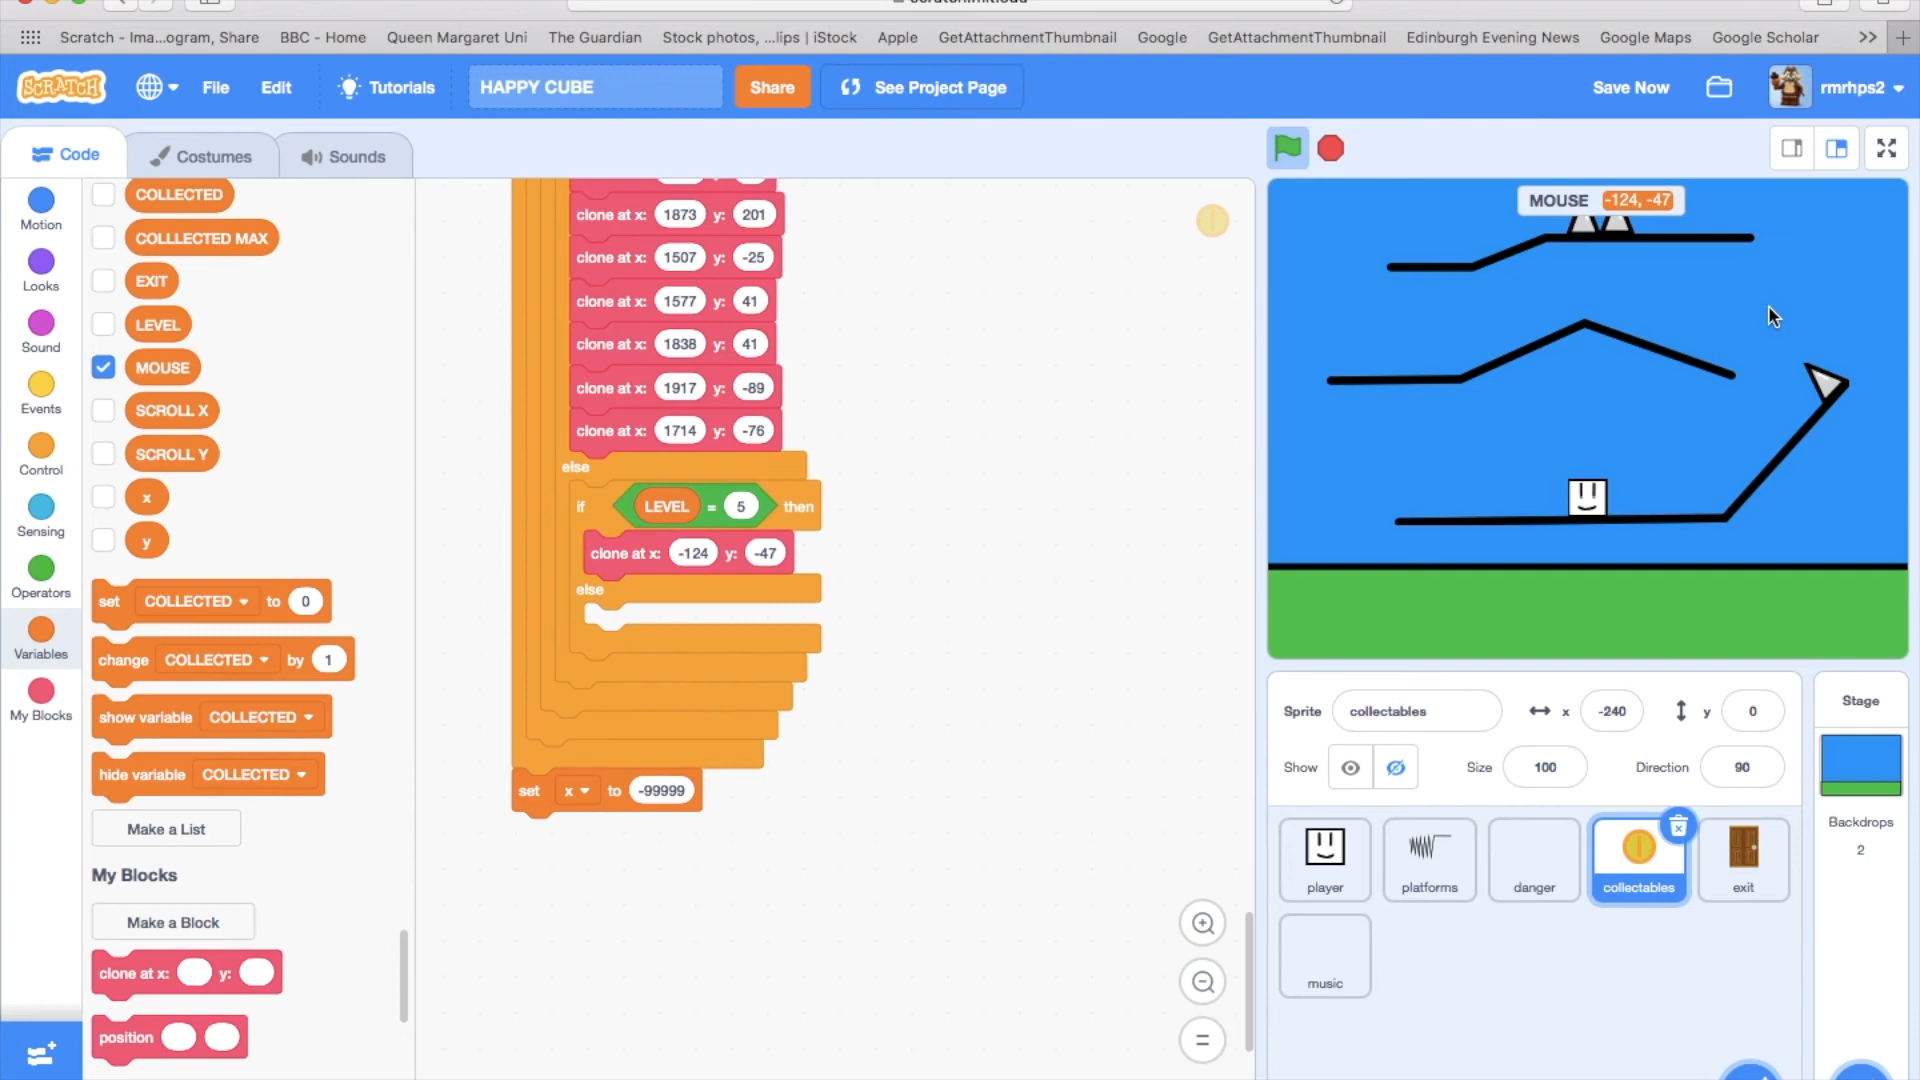 Scratch - Ima...ogram, Share BBC - Home Queen Margaret Uni The Guardian Stock photos, ...lips | iStock Apple GetAttachmentThumbnail Google GetAttachmentThumbnail Edinburgh Evening News Google Maps Google Scholar >>
SCRATCH File Edit Tutorials HAPPY CUBE Share See Project Page Save Now rmrhps2
Code Costumes Sounds
Motion
Looks
Sound
Events
Control
Sensing
Operators
Variables
My Blocks
COLLECTED
COLLLECTED MAX
EXIT
LEVEL
MOUSE
SCROLL X
SCROLL Y
x
y
set COLLECTED to 0
change COLLECTED by 1
show variable COLLECTED
hide variable COLLECTED
Make a List
My Blocks
Make a Block
clone at x: y:
position
clone at x: 1873 y: 201
clone at x: 1507 y: -25
clone at x: 1577 y: 41
clone at x: 1838 y: 41
clone at x: 1917 y: -89
clone at x: 1714 y: -76
else
if LEVEL = 5 then
clone at x: -124 y: -47
else
set x to -99999
MOUSE -124, -47
Sprite collectables x -240 y 0
Show Size 100 Direction 90
player platforms danger collectables exit
music
Stage
Backdrops
2